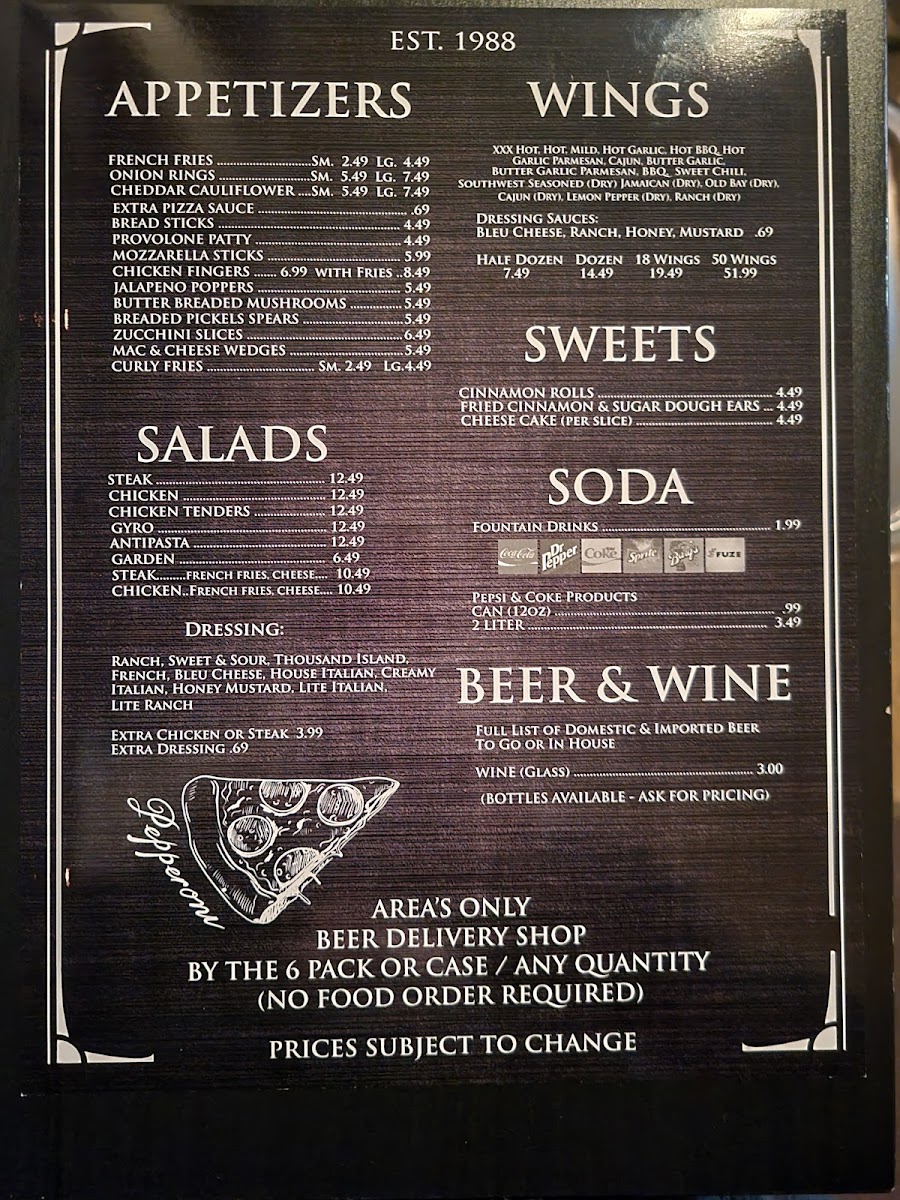 EST. 1988
APPETIZERS
FRENCH FRIES ..............................SM. 2.49 LG. 4.49
ONION RINGS ..............................SM. 5.49 LG. 7.49
CHEDDAR CAULIFLOWER ....SM. 5.49 LG. 7.49
EXTRA PIZZA SAUCE .......................................... .69
BREAD STICKS ..................................................... 4.49
PROVOLONE PATTY .......................................... 4.49
MOZZARELLA STICKS ....................................... 5.99
CHICKEN FINGERS ....... 6.99 WITH FRIES ..8.49
JALAPENO POPPERS .......................................... 5.49
BUTTER BREADED MUSHROOMS .................. 5.49
BREADED PICKELS SPEARS ............................. 5.49
ZUCCHINI SLICES .............................................. 6.49
MAC & CHEESE WEDGES ................................ 5.49
CURLY FRIES ................................ SM. 2.49 LG.4.49
SALADS
STEAK ................................................ 12.49
CHICKEN ........................................ 12.49
CHICKEN TENDERS .................... 12.49
GYRO ................................................ 12.49
ANTIPASTA ..................................... 12.49
GARDEN ........................................... 6.49
STEAK.........FRENCH FRIES, CHEESE.... 10.49
CHICKEN..FRENCH FRIES, CHEESE.... 10.49
DRESSING:
RANCH, SWEET & SOUR, THOUSAND ISLAND,
FRENCH, BLEU CHEESE, HOUSE ITALIAN, CREAMY
ITALIAN, HONEY MUSTARD, LITE ITALIAN,
LITE RANCH
EXTRA CHICKEN OR STEAK 3.99
EXTRA DRESSING .69
Pepperoni
WINGS
XXX HOT, HOT, MILD, HOT GARLIC, HOT BBQ, HOT
GARLIC PARMESAN, CAJUN, BUTTER GARLIC,
BUTTER GARLIC PARMESAN, BBQ, SWEET CHILI,
SOUTHWEST SEASONED (DRY) JAMAICAN (DRY), OLD BAY (DRY),
CAJUN (DRY), LEMON PEPPER (DRY), RANCH (DRY)
DRESSING SAUCES:
BLEU CHEESE, RANCH, HONEY, MUSTARD .69
HALF DOZEN DOZEN 18 WINGS 50 WINGS
7.49 14.49 19.49 51.99
SWEETS
CINNAMON ROLLS .................................................. 4.49
FRIED CINNAMON & SUGAR DOUGH EARS ... 4.49
CHEESE CAKE (PER SLICE) ....................................... 4.49
SODA
FOUNTAIN DRINKS ................................................ 1.99
Coca-Cola Dr Pepper Coke Sprite Barq's FUZE
PEPSI & COKE PRODUCTS
CAN (12OZ) ............................................................... .99
2 LITER ...................................................................... 3.49
BEER & WINE
FULL LIST OF DOMESTIC & IMPORTED BEER
TO GO OR IN HOUSE
WINE (GLASS) .................................................... 3.00
(BOTTLES AVAILABLE - ASK FOR PRICING)
AREA'S ONLY
BEER DELIVERY SHOP
BY THE 6 PACK OR CASE / ANY QUANTITY
(NO FOOD ORDER REQUIRED)
PRICES SUBJECT TO CHANGE